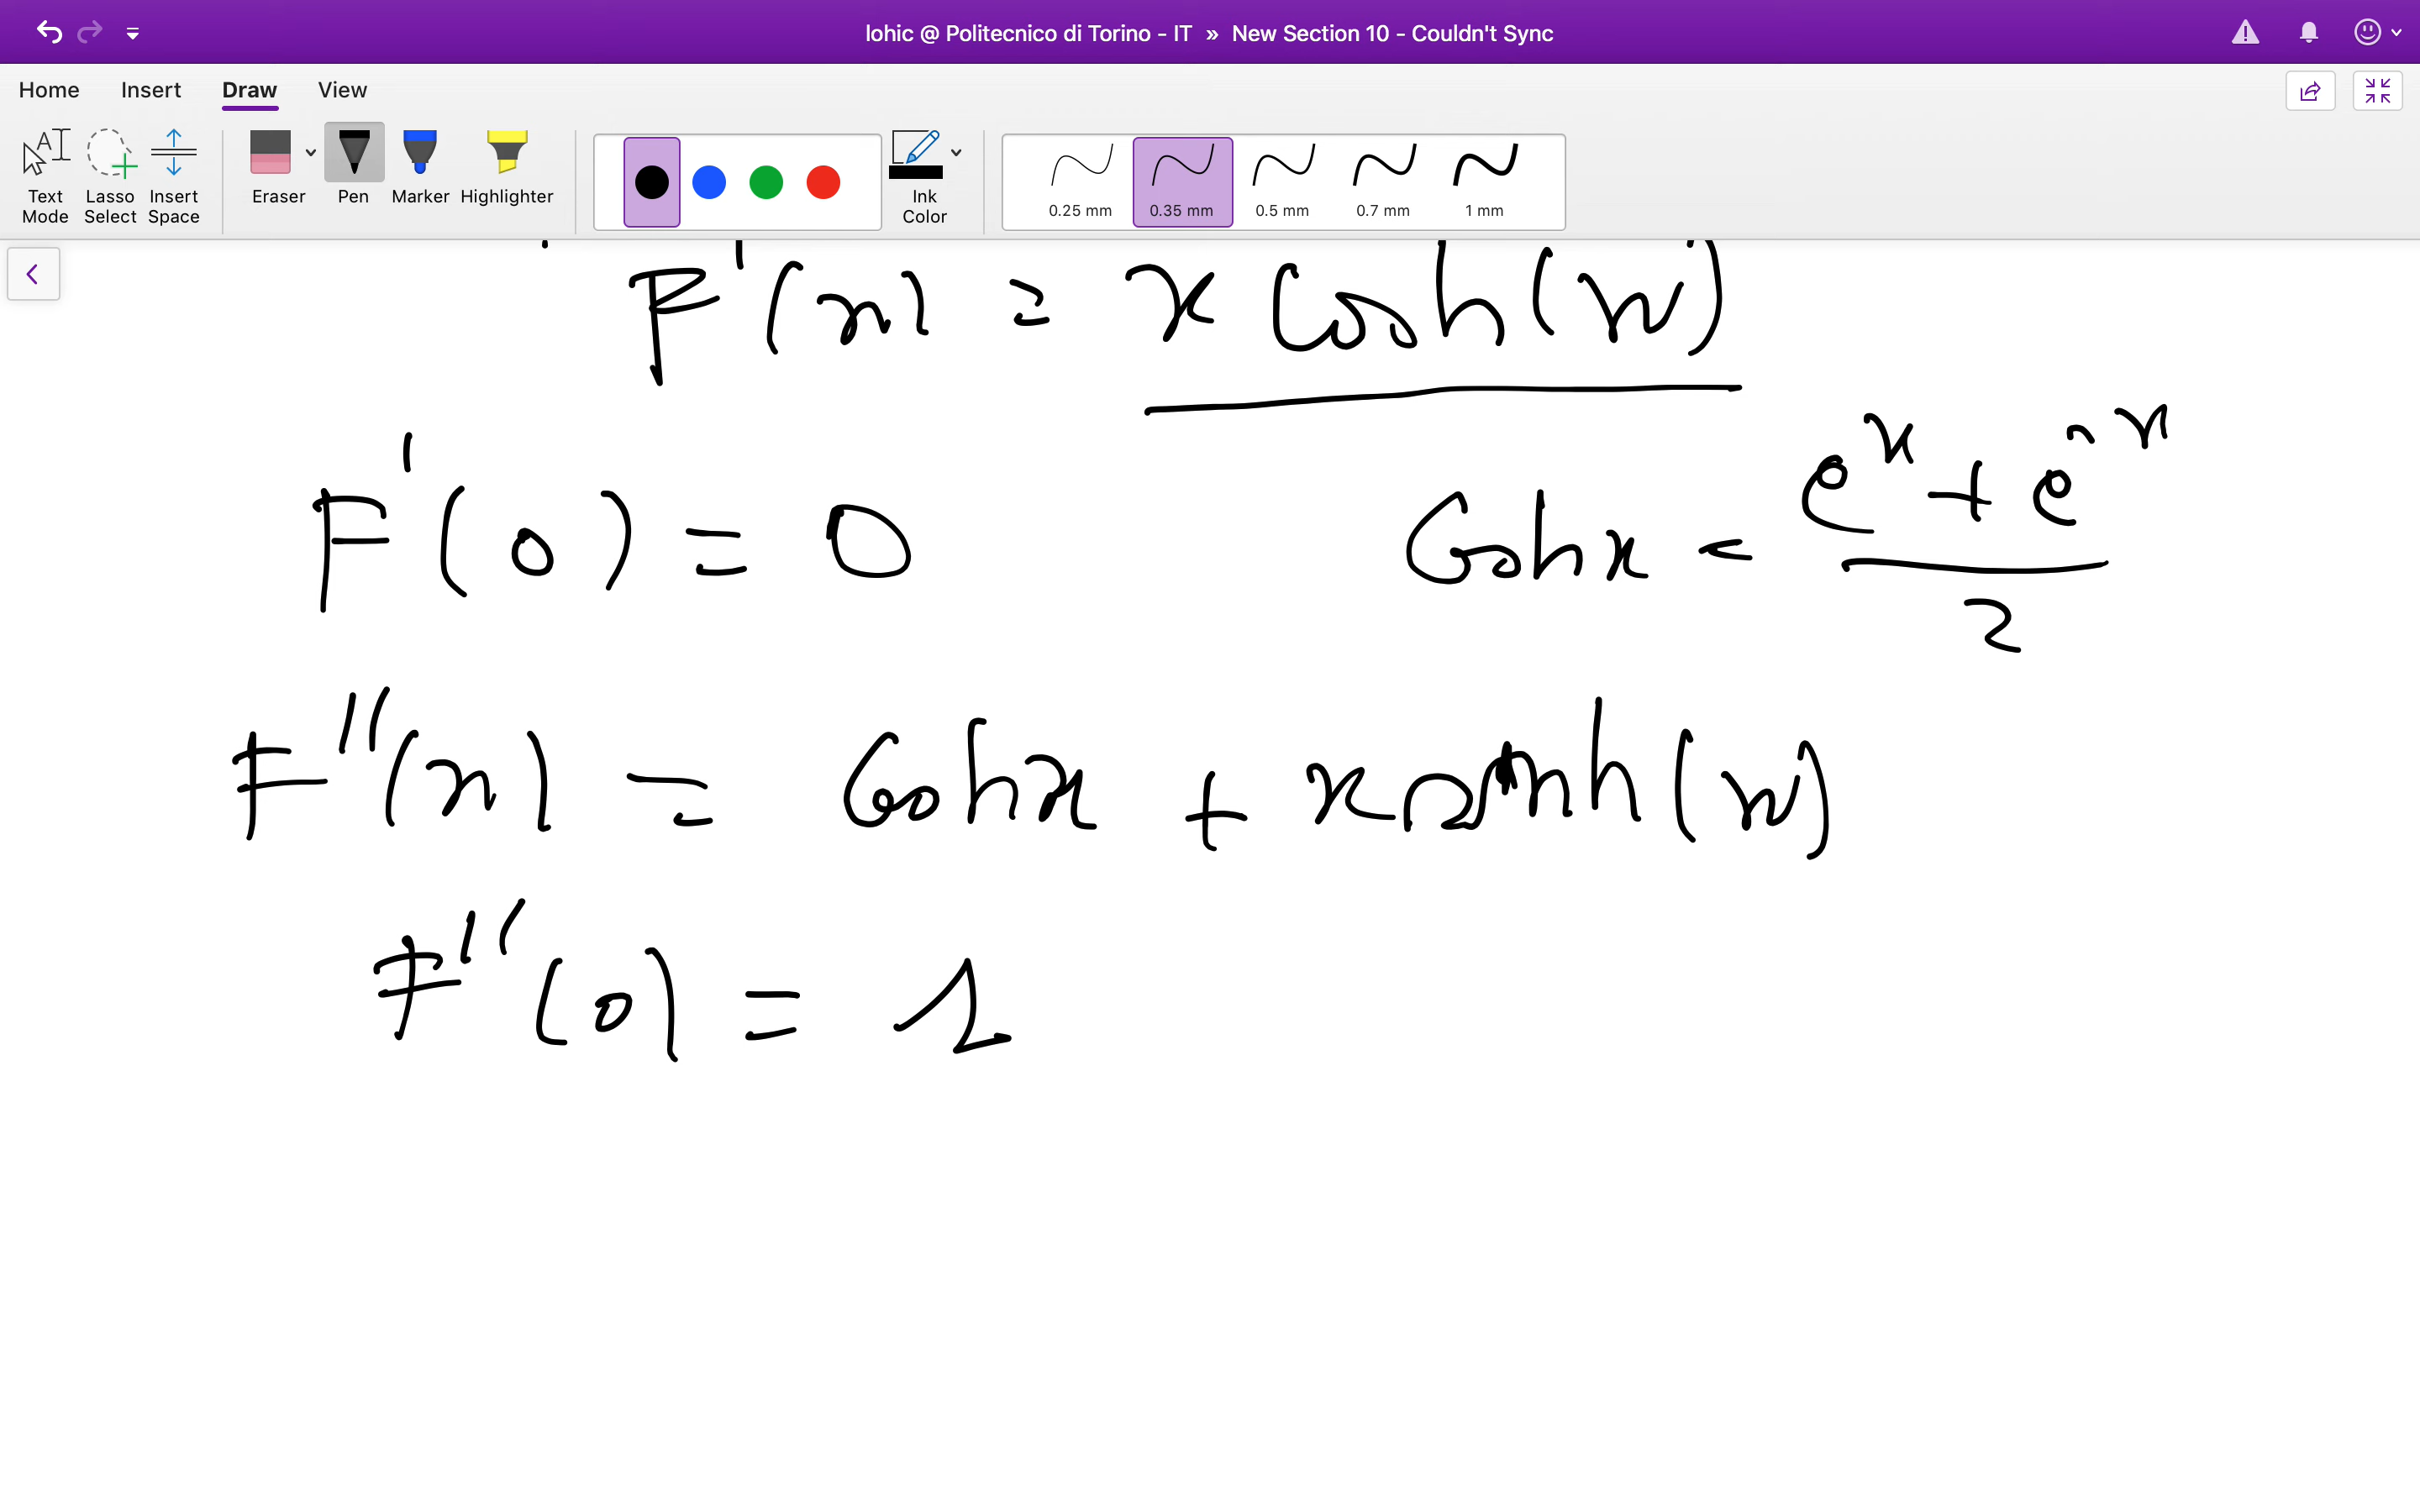 lohic @ Politecnico di Torino - IT » New Section 10 - Couldn't Sync
Home Insert Draw View
Text Mode Lasso Select Insert Space Eraser Pen Marker Highlighter Ink Color 0.25 mm 0.35 mm 0.5 mm 0.7 mm 1 mm
F'(x) = x Cosh(x)
F'(0) = 0
Coshx = (e^x + e^-x)/2
F''(x) = Coshx + x sinh(x)
F''(0) = 1